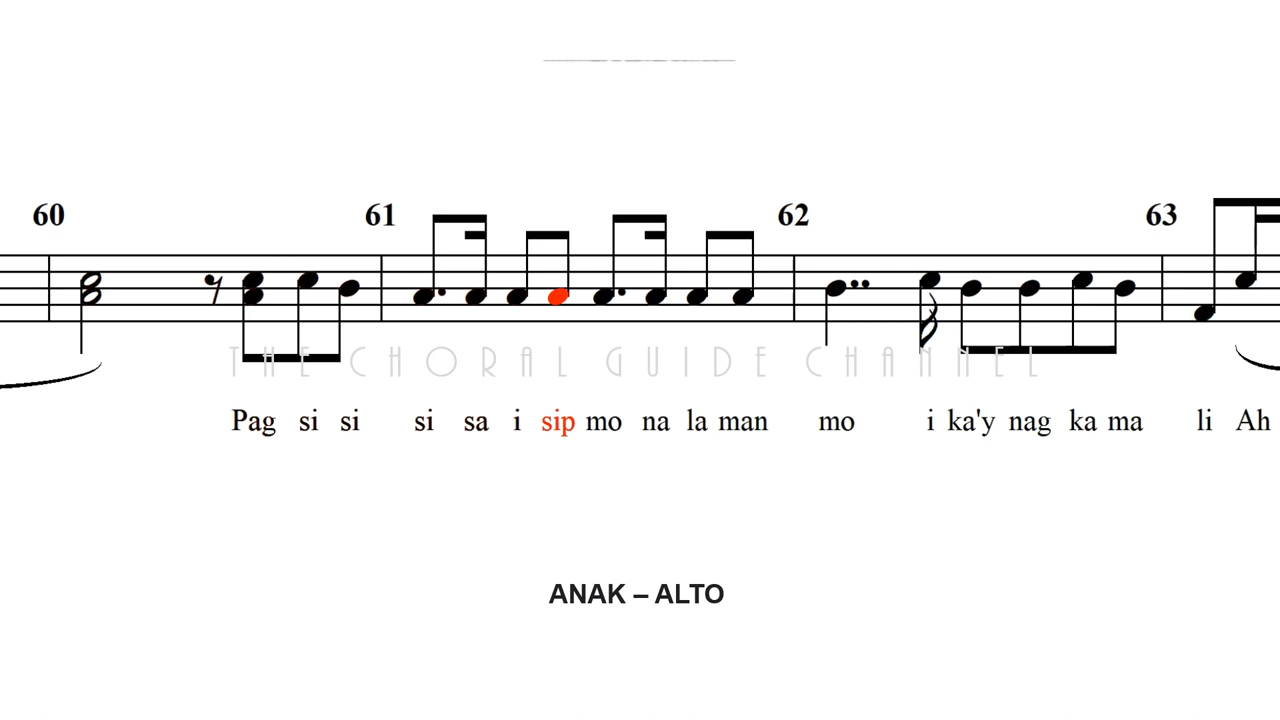 60 61 62 63
THE CHORAL GUIDE CHANNEL
Pag si si si sa i sip mo na la man mo i ka'y nag ka ma li Ah
ANAK – ALTO